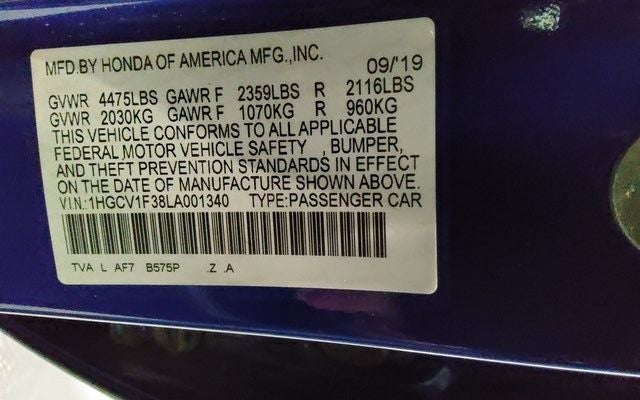 MFD.BY HONDA OF AMERICA MFG.,INC.
09/'19
GVWR 4475LBS GAWR F 2359LBS R 2116LBS
GVWR 2030KG GAWR F 1070KG R 960KG
THIS VEHICLE CONFORMS TO ALL APPLICABLE
FEDERAL MOTOR VEHICLE SAFETY , BUMPER,
AND THEFT PREVENTION STANDARDS IN EFFECT
ON THE DATE OF MANUFACTURE SHOWN ABOVE.
V.I.N.:1HGCV1F38LA001340 TYPE:PASSENGER CAR
TVA L AF7 B575P .Z .A